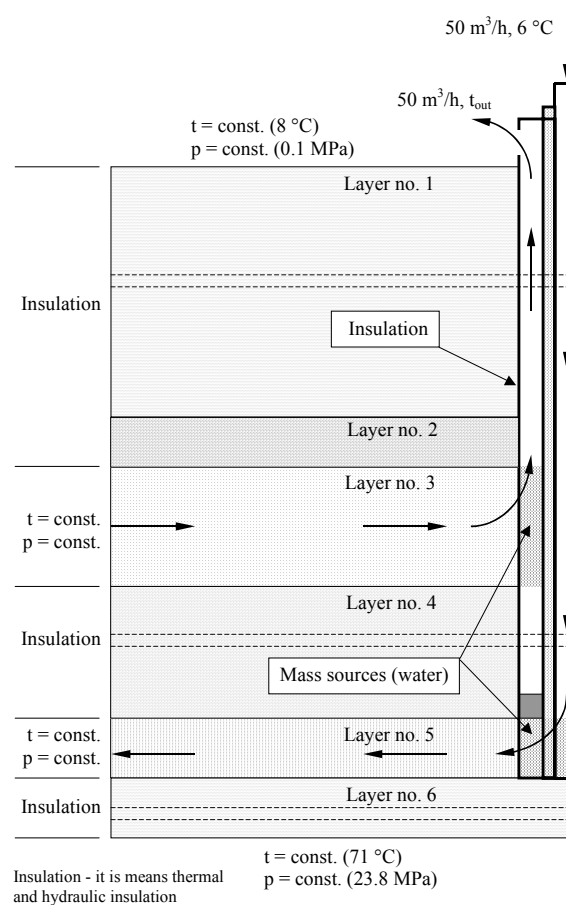 50 m³/h, 6 °C
50 m³/h, t_out
t = const. (8 °C)
p = const. (0.1 MPa)
Layer no. 1
Insulation
Insulation
Layer no. 2
Layer no. 3
t = const.
p = const.
Layer no. 4
Insulation
Mass sources (water)
t = const.
p = const.
Layer no. 5
Insulation
Layer no. 6
t = const. (71 °C)
p = const. (23.8 MPa)
Insulation - it is means thermal
and hydraulic insulation